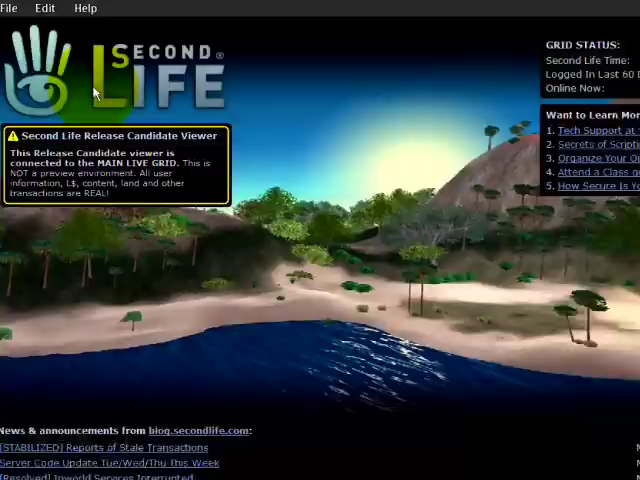 File Edit Help
SECOND®
LIFE
GRID STATUS:
Second Life Time:
Logged In Last 60 D
Online Now:
Second Life Release Candidate Viewer
This Release Candidate viewer is
connected to the MAIN LIVE GRID. This is
NOT a preview environment. All user
information, L$, content, land and other
transactions are REAL!
Want to Learn Mor
1. Tech Support at
2. Secrets of Scripti
3. Organize Your O
4. Attend a Class
5. How Secure Is Y
News & announcements from blog.secondlife.com:
[STABILIZED] Reports of Stale Transactions
Server Code Update Tue/Wed/Thu This Week
[Resolved] Inworld Services Interrupted